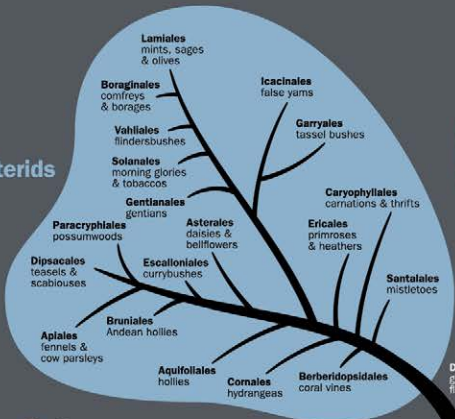 Lamiales
mints, sages
& olives
Boraginales
comfreys
& borages
Icacinales
false yams
Vahliales
flindersbushes
Garryales
tassel bushes
Solanales
morning glories
& tobaccos
Gentianales
gentians
Caryophyllales
carnations & thrifts
Paracryphiales
possumwoods
Asterales
daisies &
bellflowers
Ericales
primroses
& heathers
Dipsacales
teasels &
scabiouses
Escalloniales
currybushes
Santalales
mistletoes
Bruniales
Andean hollies
Apiales
fennels &
cow parsleys
Aquifoliales
hollies
Cornales
hydrangeas
Berberidopsidales
coral vines